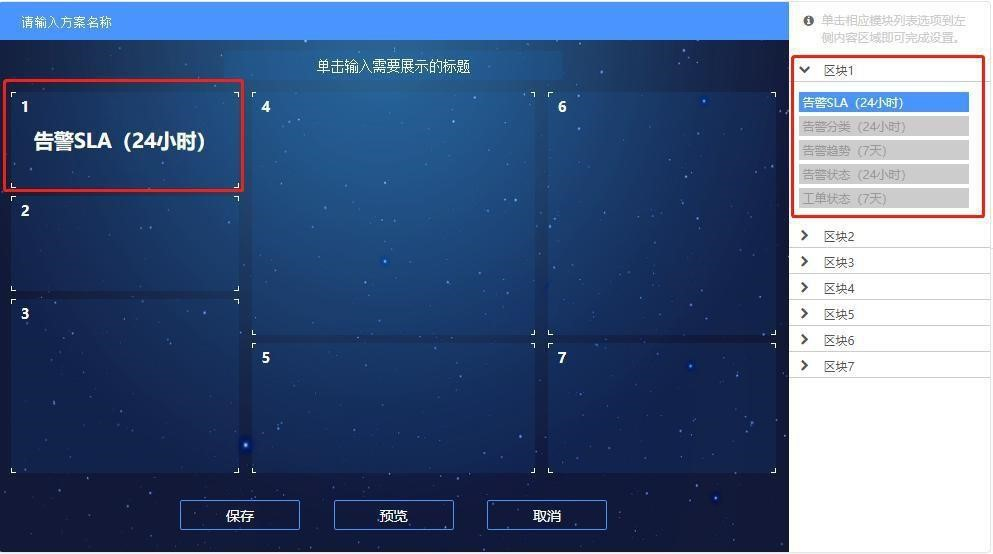 请输入方案名称
单击输入需要展示的标题
1
告警SLA（24小时）
2
3
4
5
6
7
保存
预览
取消
单击相应模块列表选项到左
侧内容区域即可完成设置。
区块1
告警SLA（24小时）
告警分类（24小时）
告警趋势（7天）
告警状态（24小时）
工单状态（7天）
区块2
区块3
区块4
区块5
区块6
区块7